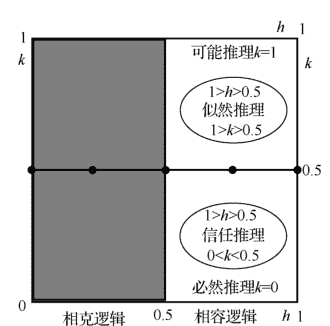 h 1
1
可能推理k=1
k
k
1>h>0.5
似然推理
1>k>0.5
0.5
1>h>0.5
信任推理
0<k<0.5
必然推理k=0
0
相克逻辑
0.5
相容逻辑
h 1